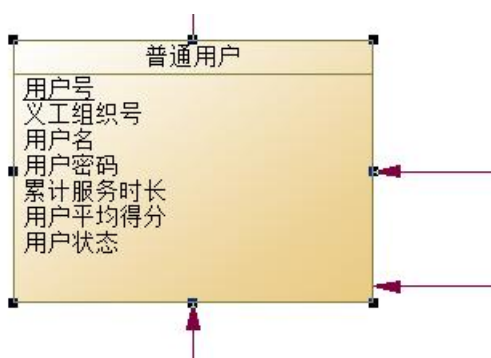 普通用户
用户号
义工组织号
用户名
用户密码
累计服务时长
用户平均得分
用户状态